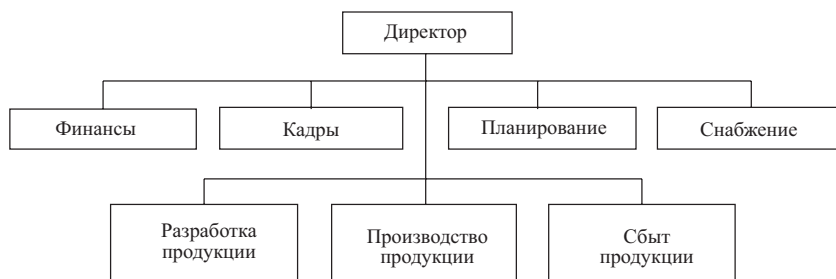 Директор
Финансы
Кадры
Планирование
Снабжение
Разработка
продукции
Производство
продукции
Сбыт
продукции